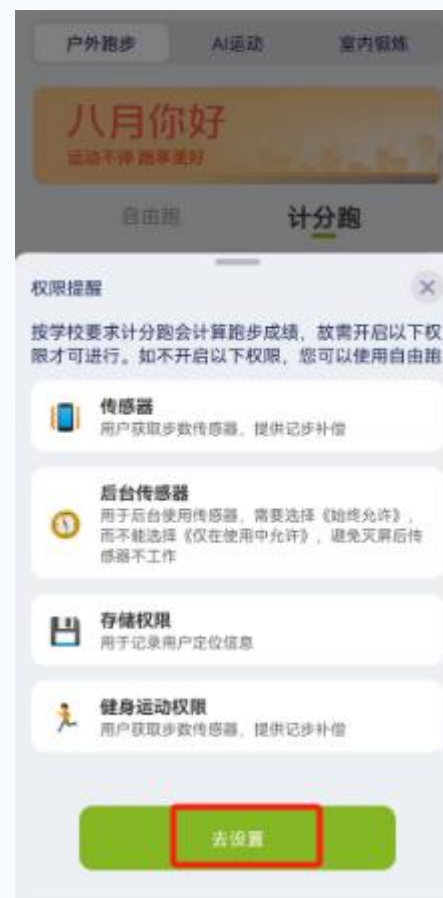 户外跑步
AI运动
室内锻炼
八月你好
运动不停 跑享美好
自由跑
计分跑
权限提醒
按学校要求计分跑会计算跑步成绩，故需开启以下权
限才可进行。如不开启以下权限，您可以使用自由跑
传感器
用户获取步数传感器，提供记步补偿
后台传感器
用于后台使用传感器，需要选择《始终允许》，
而不能选择《仅在使用中允许》，避免灭屏后传
感器不工作
存储权限
用于记录用户定位信息
健身运动权限
用户获取步数传感器，提供记步补偿
去设置